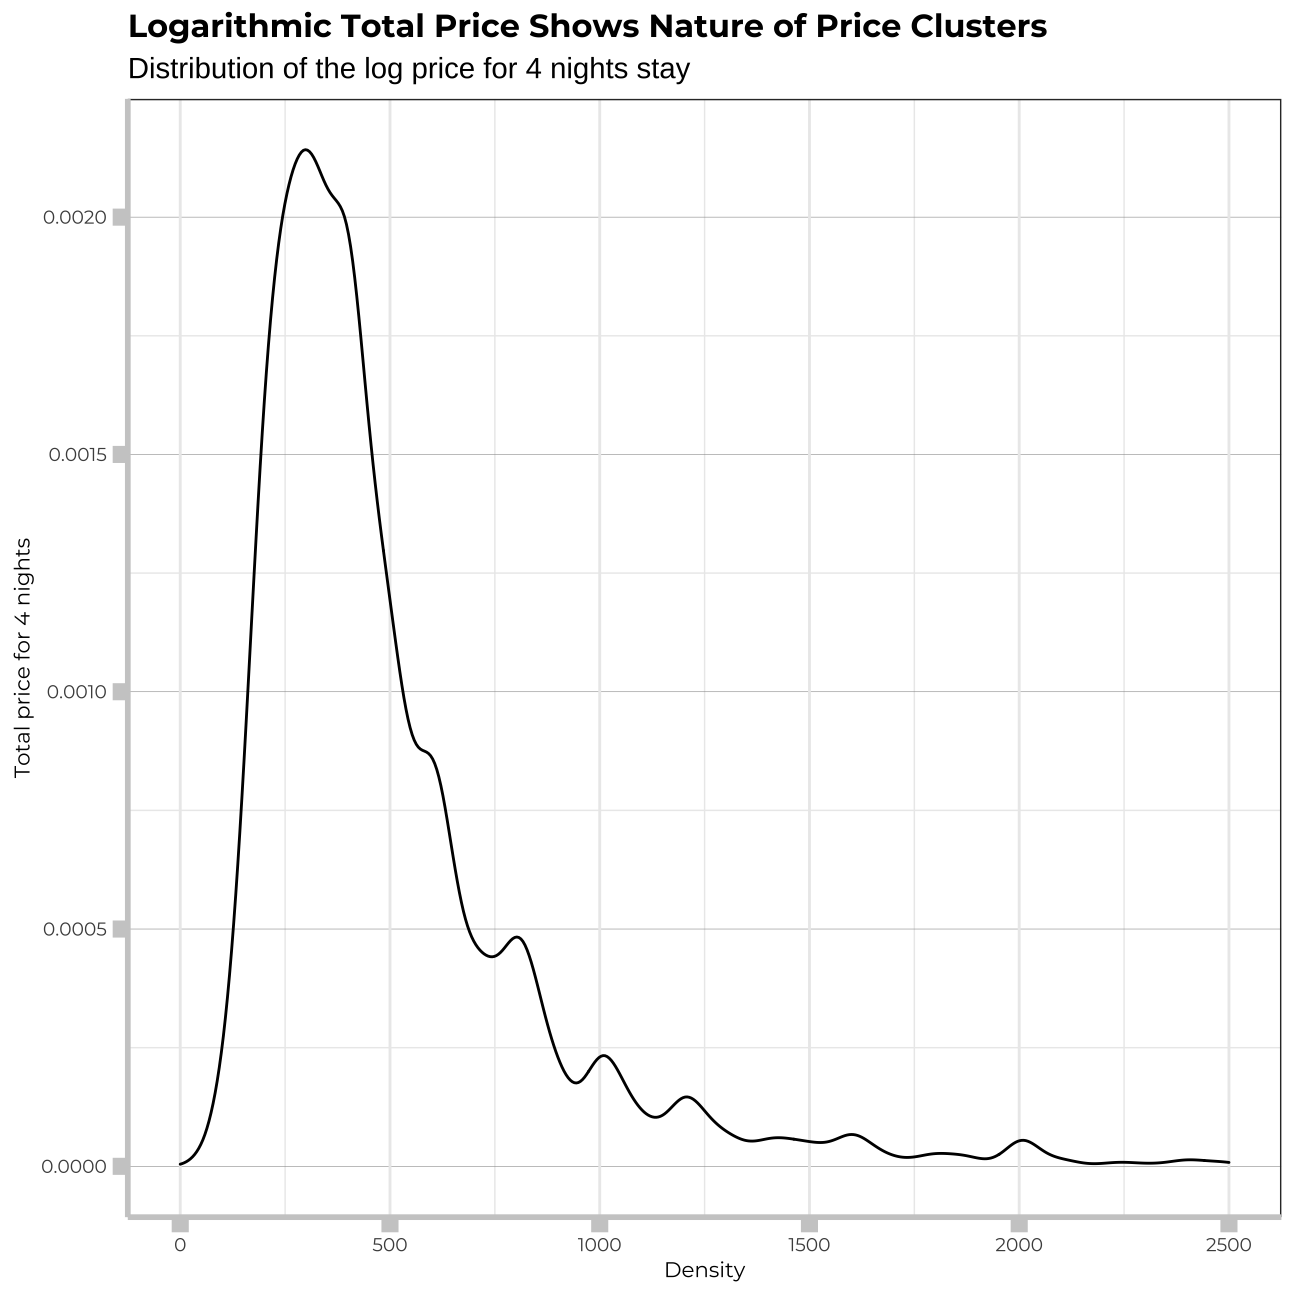 Logarithmic Total Price Shows Nature of Price Clusters
Distribution of the log price for 4 nights stay
Total price for 4 nights
0.0020
0.0015
0.0010
0.0005
0.0000
0 500 1000 1500 2000 2500
Density